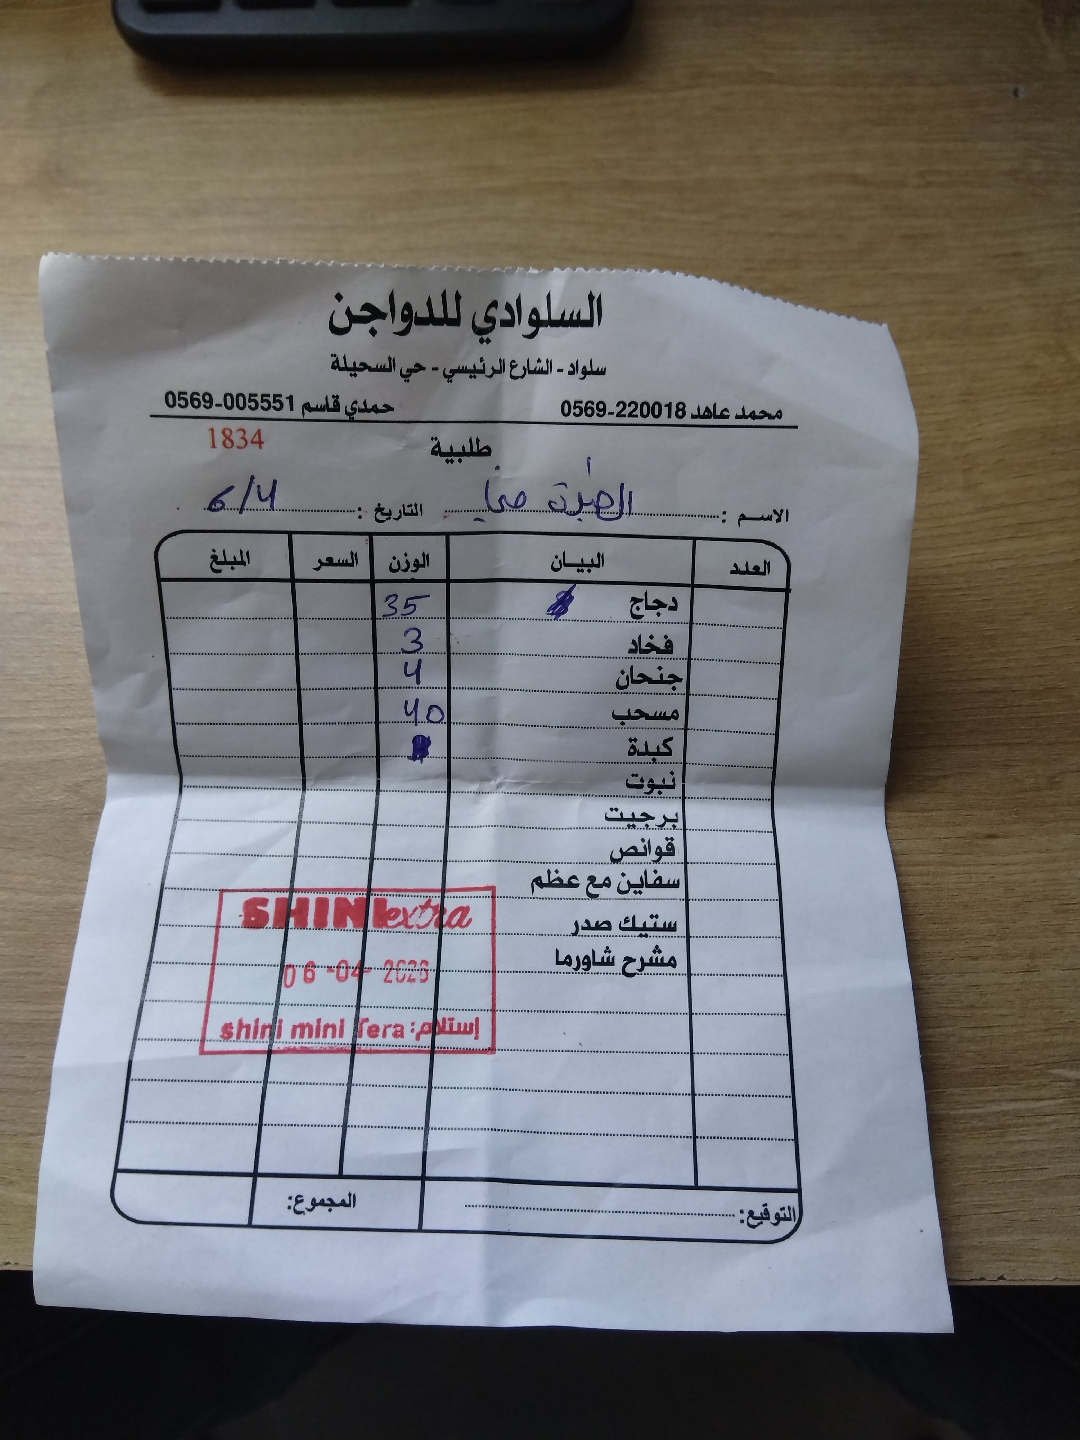 السلوادي للدواجن
سلواد - الشارع الرئيسي - حي السحيلة
محمد عاهد 0569-220018 حمدي قاسم 0569-005551
طلبية
1834
الاسم : التاريخ : 6/4
العدد البيان الوزن السعر المبلغ
دجاج 35
فخاد 3
جنحان 4
مسحب 40
كبدة
نبوت
برجيت
قوانص
سفاين مع عظم
ستيك صدر
مشرح شاورما
SHINI extra
06-04-2026
shini mini fera :إستلام
التوقيع: المجموع: